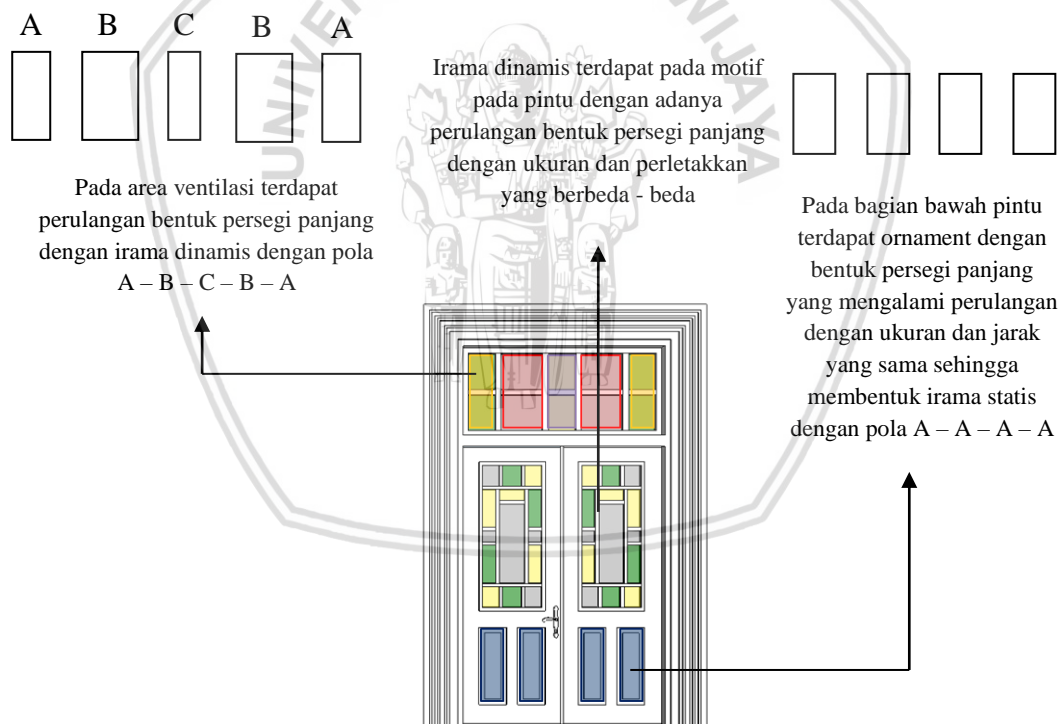 A B C B A
Pada area ventilasi terdapat
perulangan bentuk persegi panjang
dengan irama dinamis dengan pola
A – B – C – B – A
Irama dinamis terdapat pada motif
pada pintu dengan adanya
perulangan bentuk persegi panjang
dengan ukuran dan perletakkan
yang berbeda - beda
Pada bagian bawah pintu
terdapat ornament dengan
bentuk persegi panjang
yang mengalami perulangan
dengan ukuran dan jarak
yang sama sehingga
membentuk irama statis
dengan pola A – A – A – A